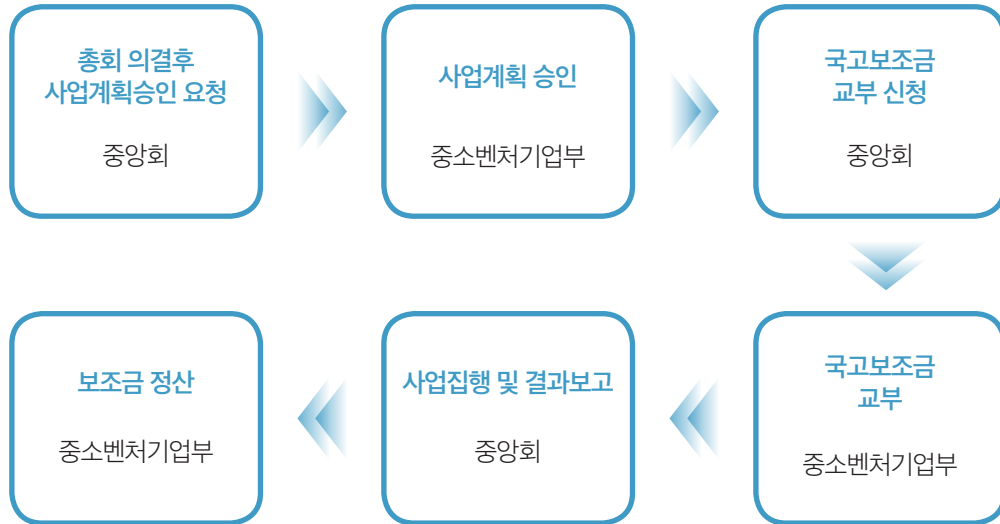 총회 의결후
사업계획승인 요청
중앙회
사업계획 승인
중소벤처기업부
국고보조금
교부 신청
중앙회
국고보조금
교부
중소벤처기업부
사업집행 및 결과보고
중앙회
보조금 정산
중소벤처기업부